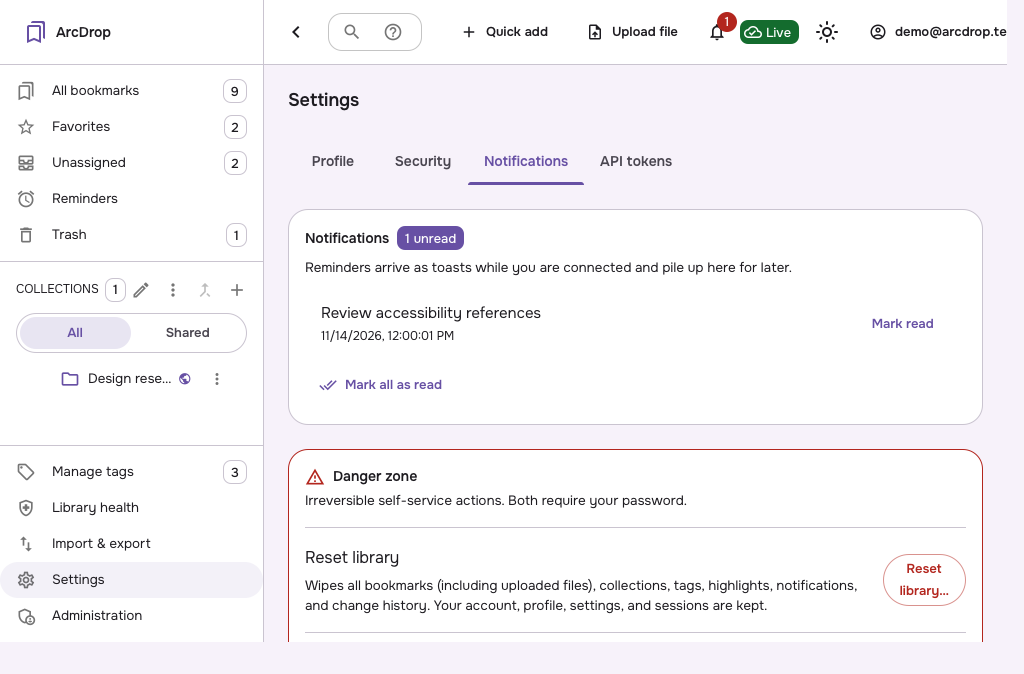 ArcDrop
All bookmarks 9
Favorites 2
Unassigned 2
Reminders
Trash 1
COLLECTIONS 1
All Shared
Design rese...
Manage tags 3
Library health
Import & export
Settings
Administration
Quick add Upload file 1 Live demo@arcdrop.te
Settings
Profile Security Notifications API tokens
Notifications 1 unread
Reminders arrive as toasts while you are connected and pile up here for later.
Review accessibility references
11/14/2026, 12:00:01 PM
Mark read
Mark all as read
Danger zone
Irreversible self-service actions. Both require your password.
Reset library
Wipes all bookmarks (including uploaded files), collections, tags, highlights, notifications,
and change history. Your account, profile, settings, and sessions are kept.
Reset
library...